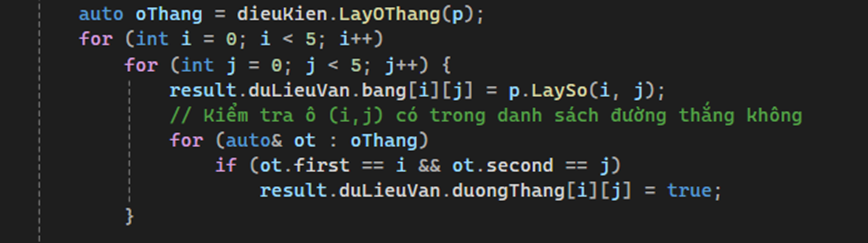 auto oThang = dieuKien.LayOThang(p);
for (int i = 0; i < 5; i++)
for (int j = 0; j < 5; j++) {
result.duLieuVan.bang[i][j] = p.LaySo(i, j);
// Kiểm tra ô (i,j) có trong danh sách đường thắng không
for (auto& ot : oThang)
if (ot.first == i && ot.second == j)
result.duLieuVan.duongThang[i][j] = true;
}